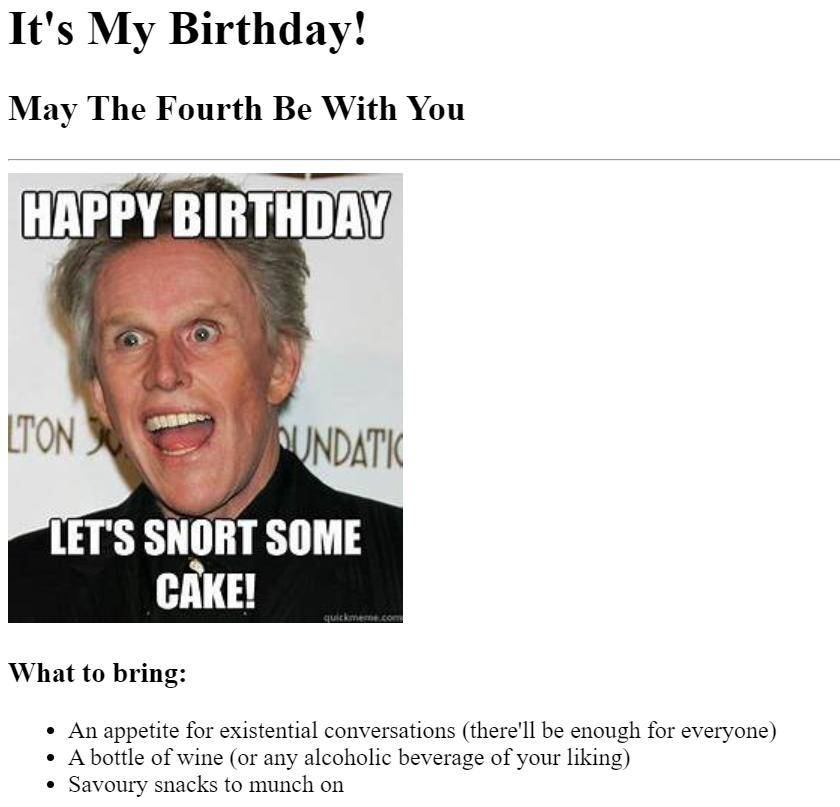 It's My Birthday!
May The Fourth Be With You
HAPPY BIRTHDAY
LTON JO OUNDATIO
LET'S SNORT SOME
CAKE!
quickmeme.com
What to bring:
An appetite for existential conversations (there'll be enough for everyone)
A bottle of wine (or any alcoholic beverage of your liking)
Savoury snacks to munch on